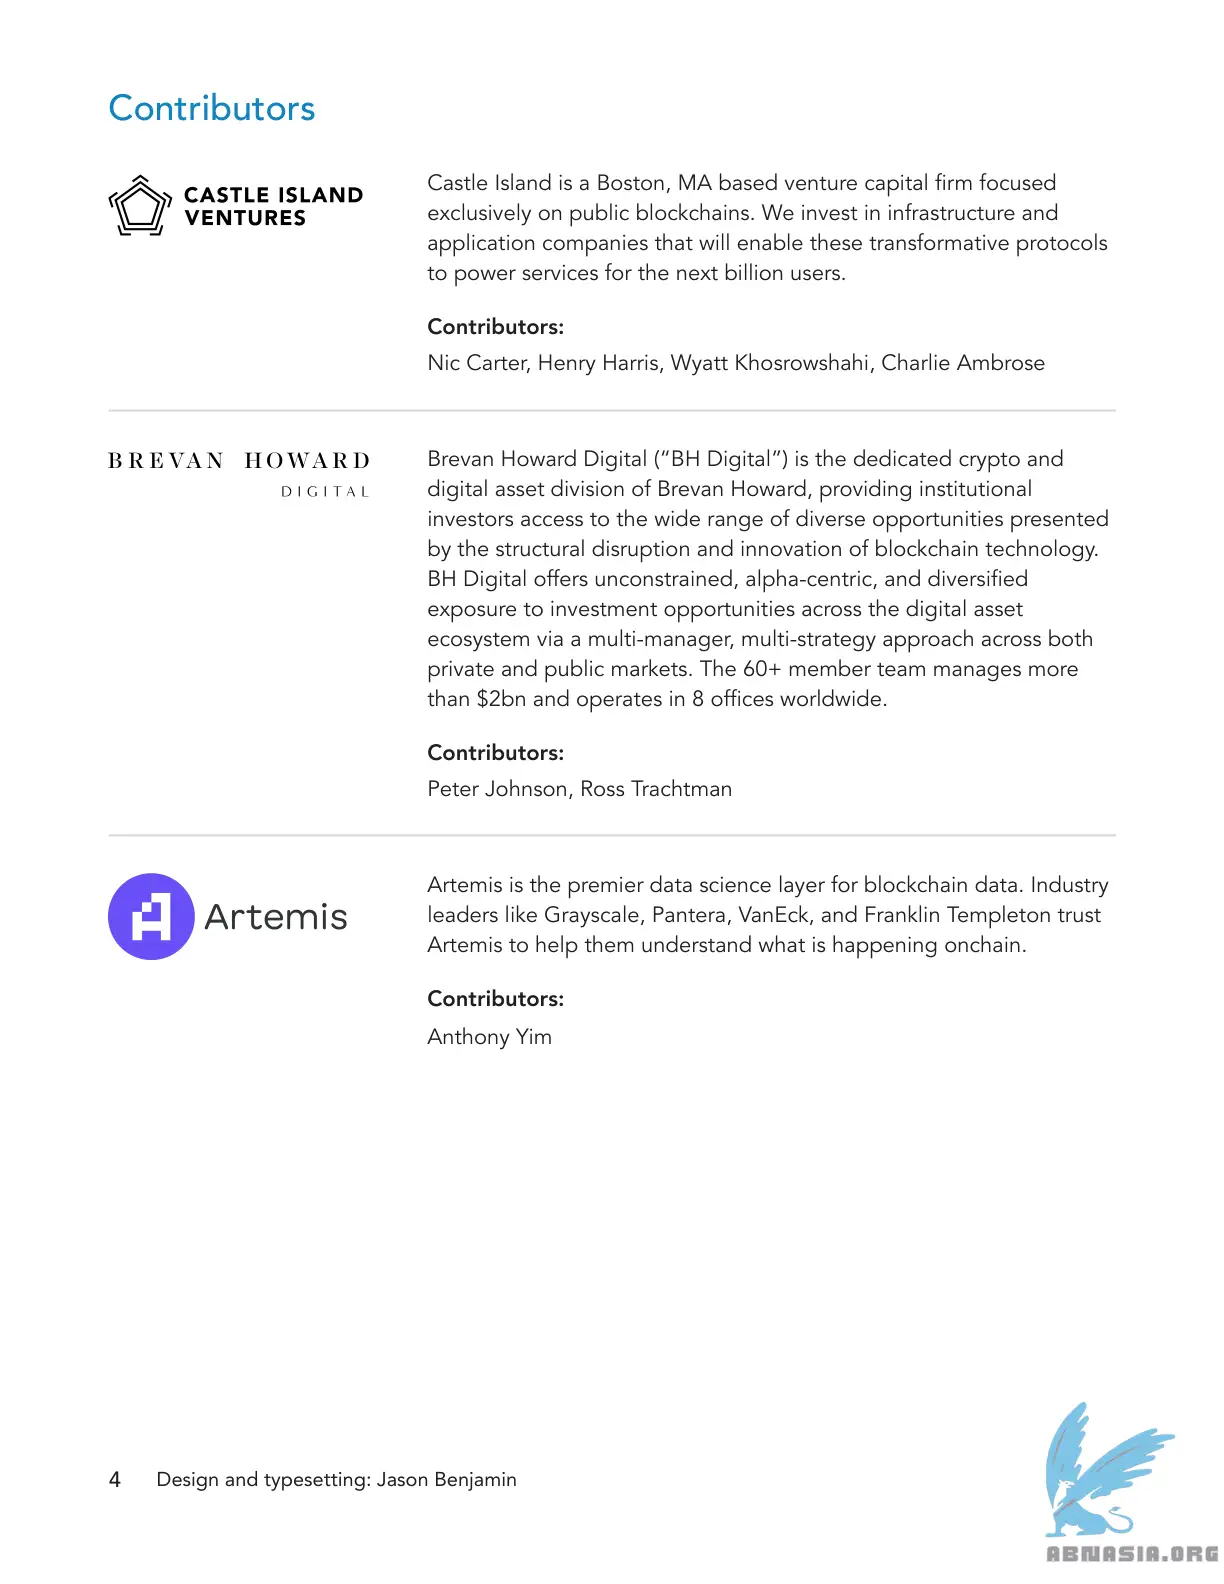 Contributors
CASTLE ISLAND
VENTURES
Castle Island is a Boston, MA based venture capital firm focused
exclusively on public blockchains. We invest in infrastructure and
application companies that will enable these transformative protocols
to power services for the next billion users.
Contributors:
Nic Carter, Henry Harris, Wyatt Khosrowshahi, Charlie Ambrose
BREVAN HOWARD
DIGITAL
Brevan Howard Digital (“BH Digital”) is the dedicated crypto and
digital asset division of Brevan Howard, providing institutional
investors access to the wide range of diverse opportunities presented
by the structural disruption and innovation of blockchain technology.
BH Digital offers unconstrained, alpha-centric, and diversified
exposure to investment opportunities across the digital asset
ecosystem via a multi-manager, multi-strategy approach across both
private and public markets. The 60+ member team manages more
than $2bn and operates in 8 offices worldwide.
Contributors:
Peter Johnson, Ross Trachtman
Artemis
Artemis is the premier data science layer for blockchain data. Industry
leaders like Grayscale, Pantera, VanEck, and Franklin Templeton trust
Artemis to help them understand what is happening onchain.
Contributors:
Anthony Yim
4 Design and typesetting: Jason Benjamin
ABNASIA.ORG